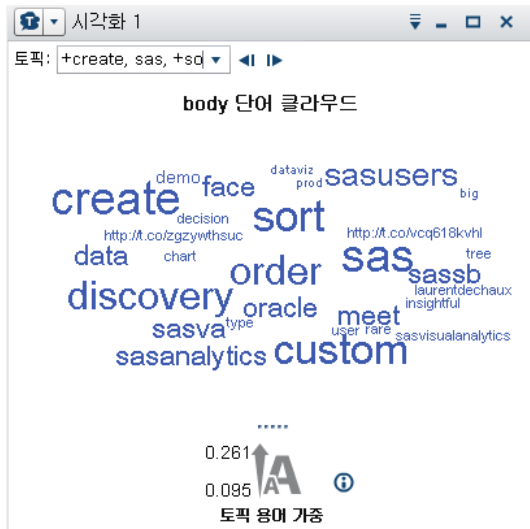 시각화 1
토픽: +create, sas, +so
body 단어 클라우드
dataviz
demo face prod sasusers
create big
decision sort
http://t.co/zgzywthsuc http://t.co/vcq618kvhl
data chart sas tree
order sassb
laurentdechaux
discovery oracle insightful
meet
sasva type user rare sasvisualanalytics
sasanalytics custom
0.261
0.095
토픽 용어 가중